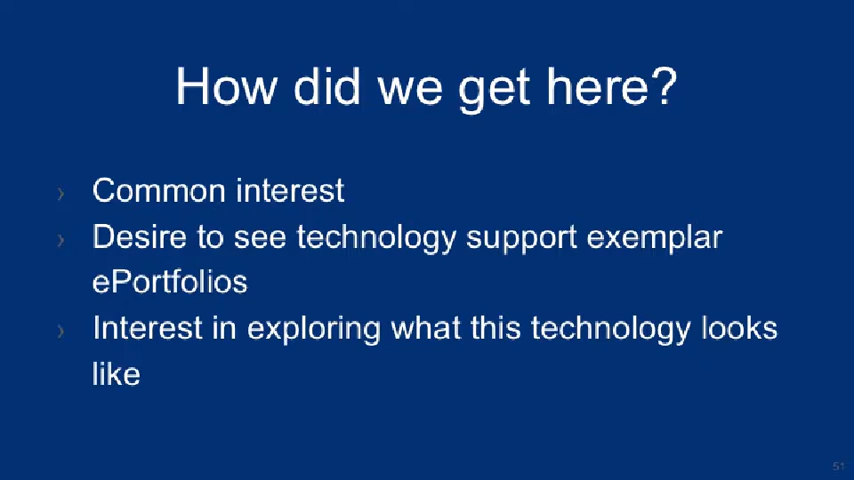 How did we get here?
› Common interest
› Desire to see technology support exemplar
ePortfolios
› Interest in exploring what this technology looks
like
51